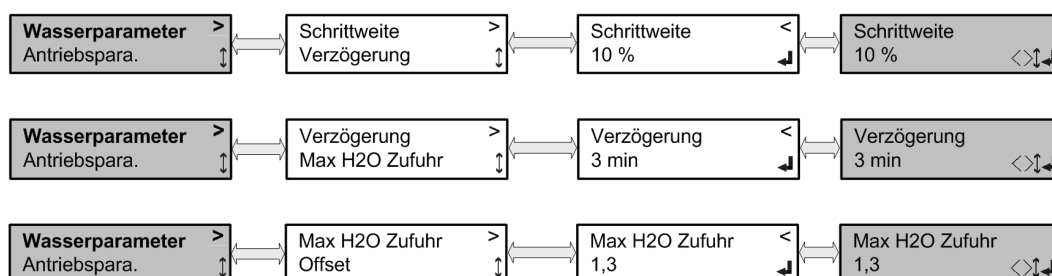 Wasserparameter >
Antriebspara. ↕
Schrittweite >
Verzögerung ↕
Schrittweite <
10 % ↵
Schrittweite
10 % <>↕↵
Wasserparameter >
Antriebspara. ↕
Verzögerung >
Max H2O Zufuhr ↕
Verzögerung <
3 min ↵
Verzögerung
3 min <>↕↵
Wasserparameter >
Antriebspara. ↕
Max H2O Zufuhr >
Offset ↕
Max H2O Zufuhr <
1,3 ↵
Max H2O Zufuhr
1,3 <>↕↵